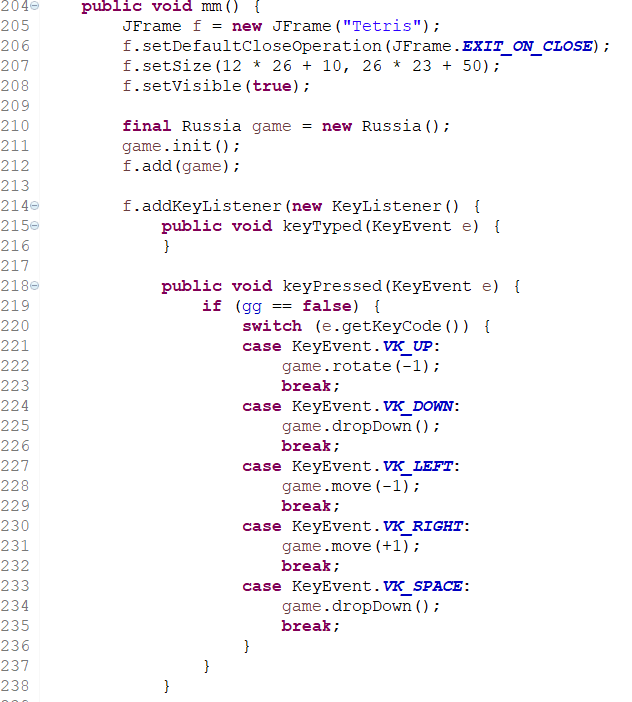 204 public void mm() {
205 JFrame f = new JFrame("Tetris");
206 f.setDefaultCloseOperation(JFrame.EXIT_ON_CLOSE);
207 f.setSize(12 * 26 + 10, 26 * 23 + 50);
208 f.setVisible(true);
209
210 final Russia game = new Russia();
211 game.init();
212 f.add(game);
213
214 f.addKeyListener(new KeyListener() {
215 public void keyTyped(KeyEvent e) {
216 }
217
218 public void keyPressed(KeyEvent e) {
219 if (gg == false) {
220 switch (e.getKeyCode()) {
221 case KeyEvent.VK_UP:
222 game.rotate(-1);
223 break;
224 case KeyEvent.VK_DOWN:
225 game.dropDown();
226 break;
227 case KeyEvent.VK_LEFT:
228 game.move(-1);
229 break;
230 case KeyEvent.VK_RIGHT:
231 game.move(+1);
232 break;
233 case KeyEvent.VK_SPACE:
234 game.dropDown();
235 break;
236 }
237 }
238 }